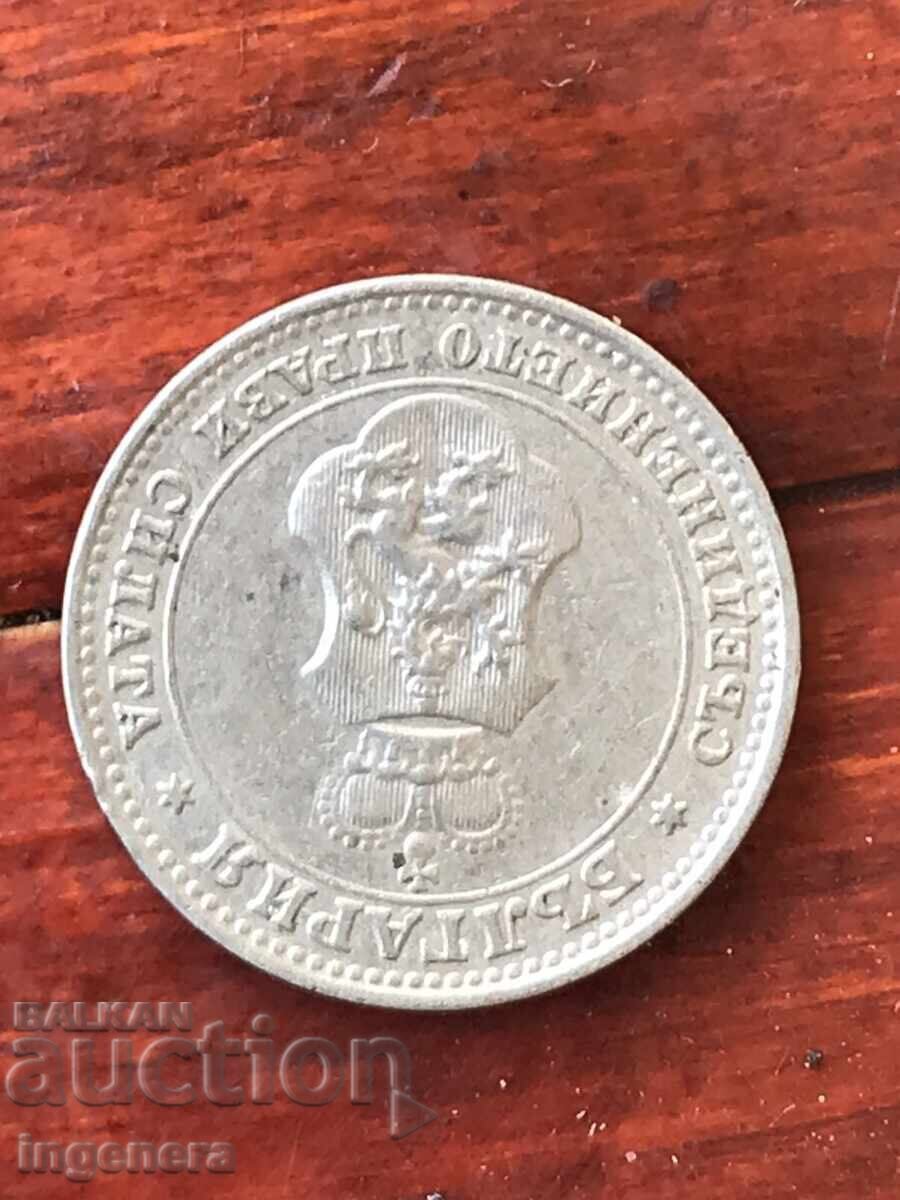 БЪЛГАРИЯ
СЪЕДИНЕНИЕТО ПРАВИ СИЛАТА
BALKAN
auction
ingenera